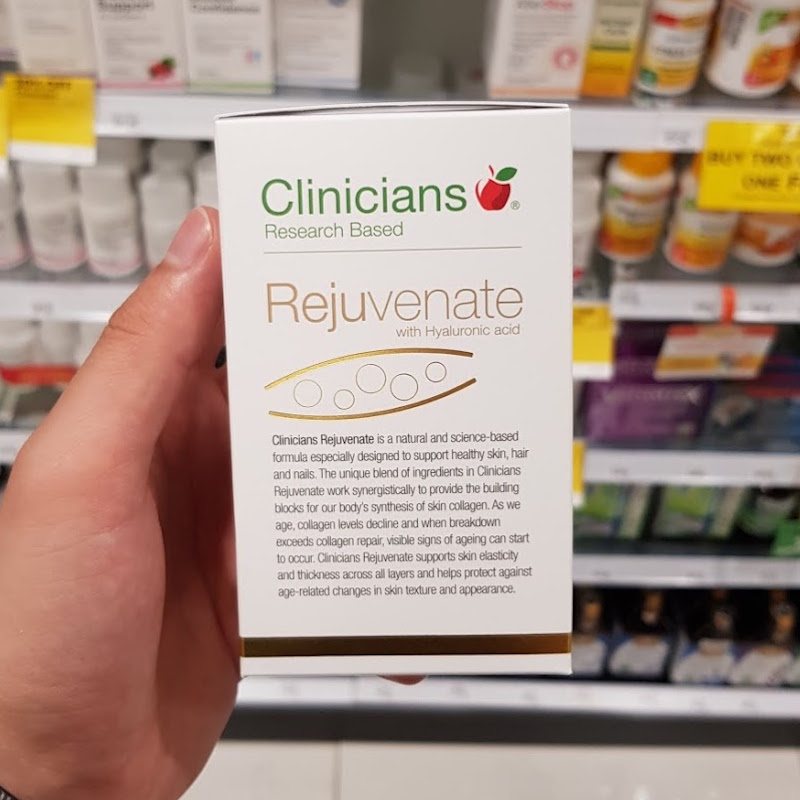 Clinicians ®
Research Based
Rejuvenate
with Hyaluronic acid
Clinicians Rejuvenate is a natural and science-based
formula especially designed to support healthy skin, hair
and nails. The unique blend of ingredients in Clinicians
Rejuvenate work synergistically to provide the building
blocks for our body's synthesis of skin collagen. As we
age, collagen levels decline and when breakdown
exceeds collagen repair, visible signs of ageing can start
to occur. Clinicians Rejuvenate supports skin elasticity
and thickness across all layers and helps protect against
age-related changes in skin texture and appearance.
BUY TWO
ONE